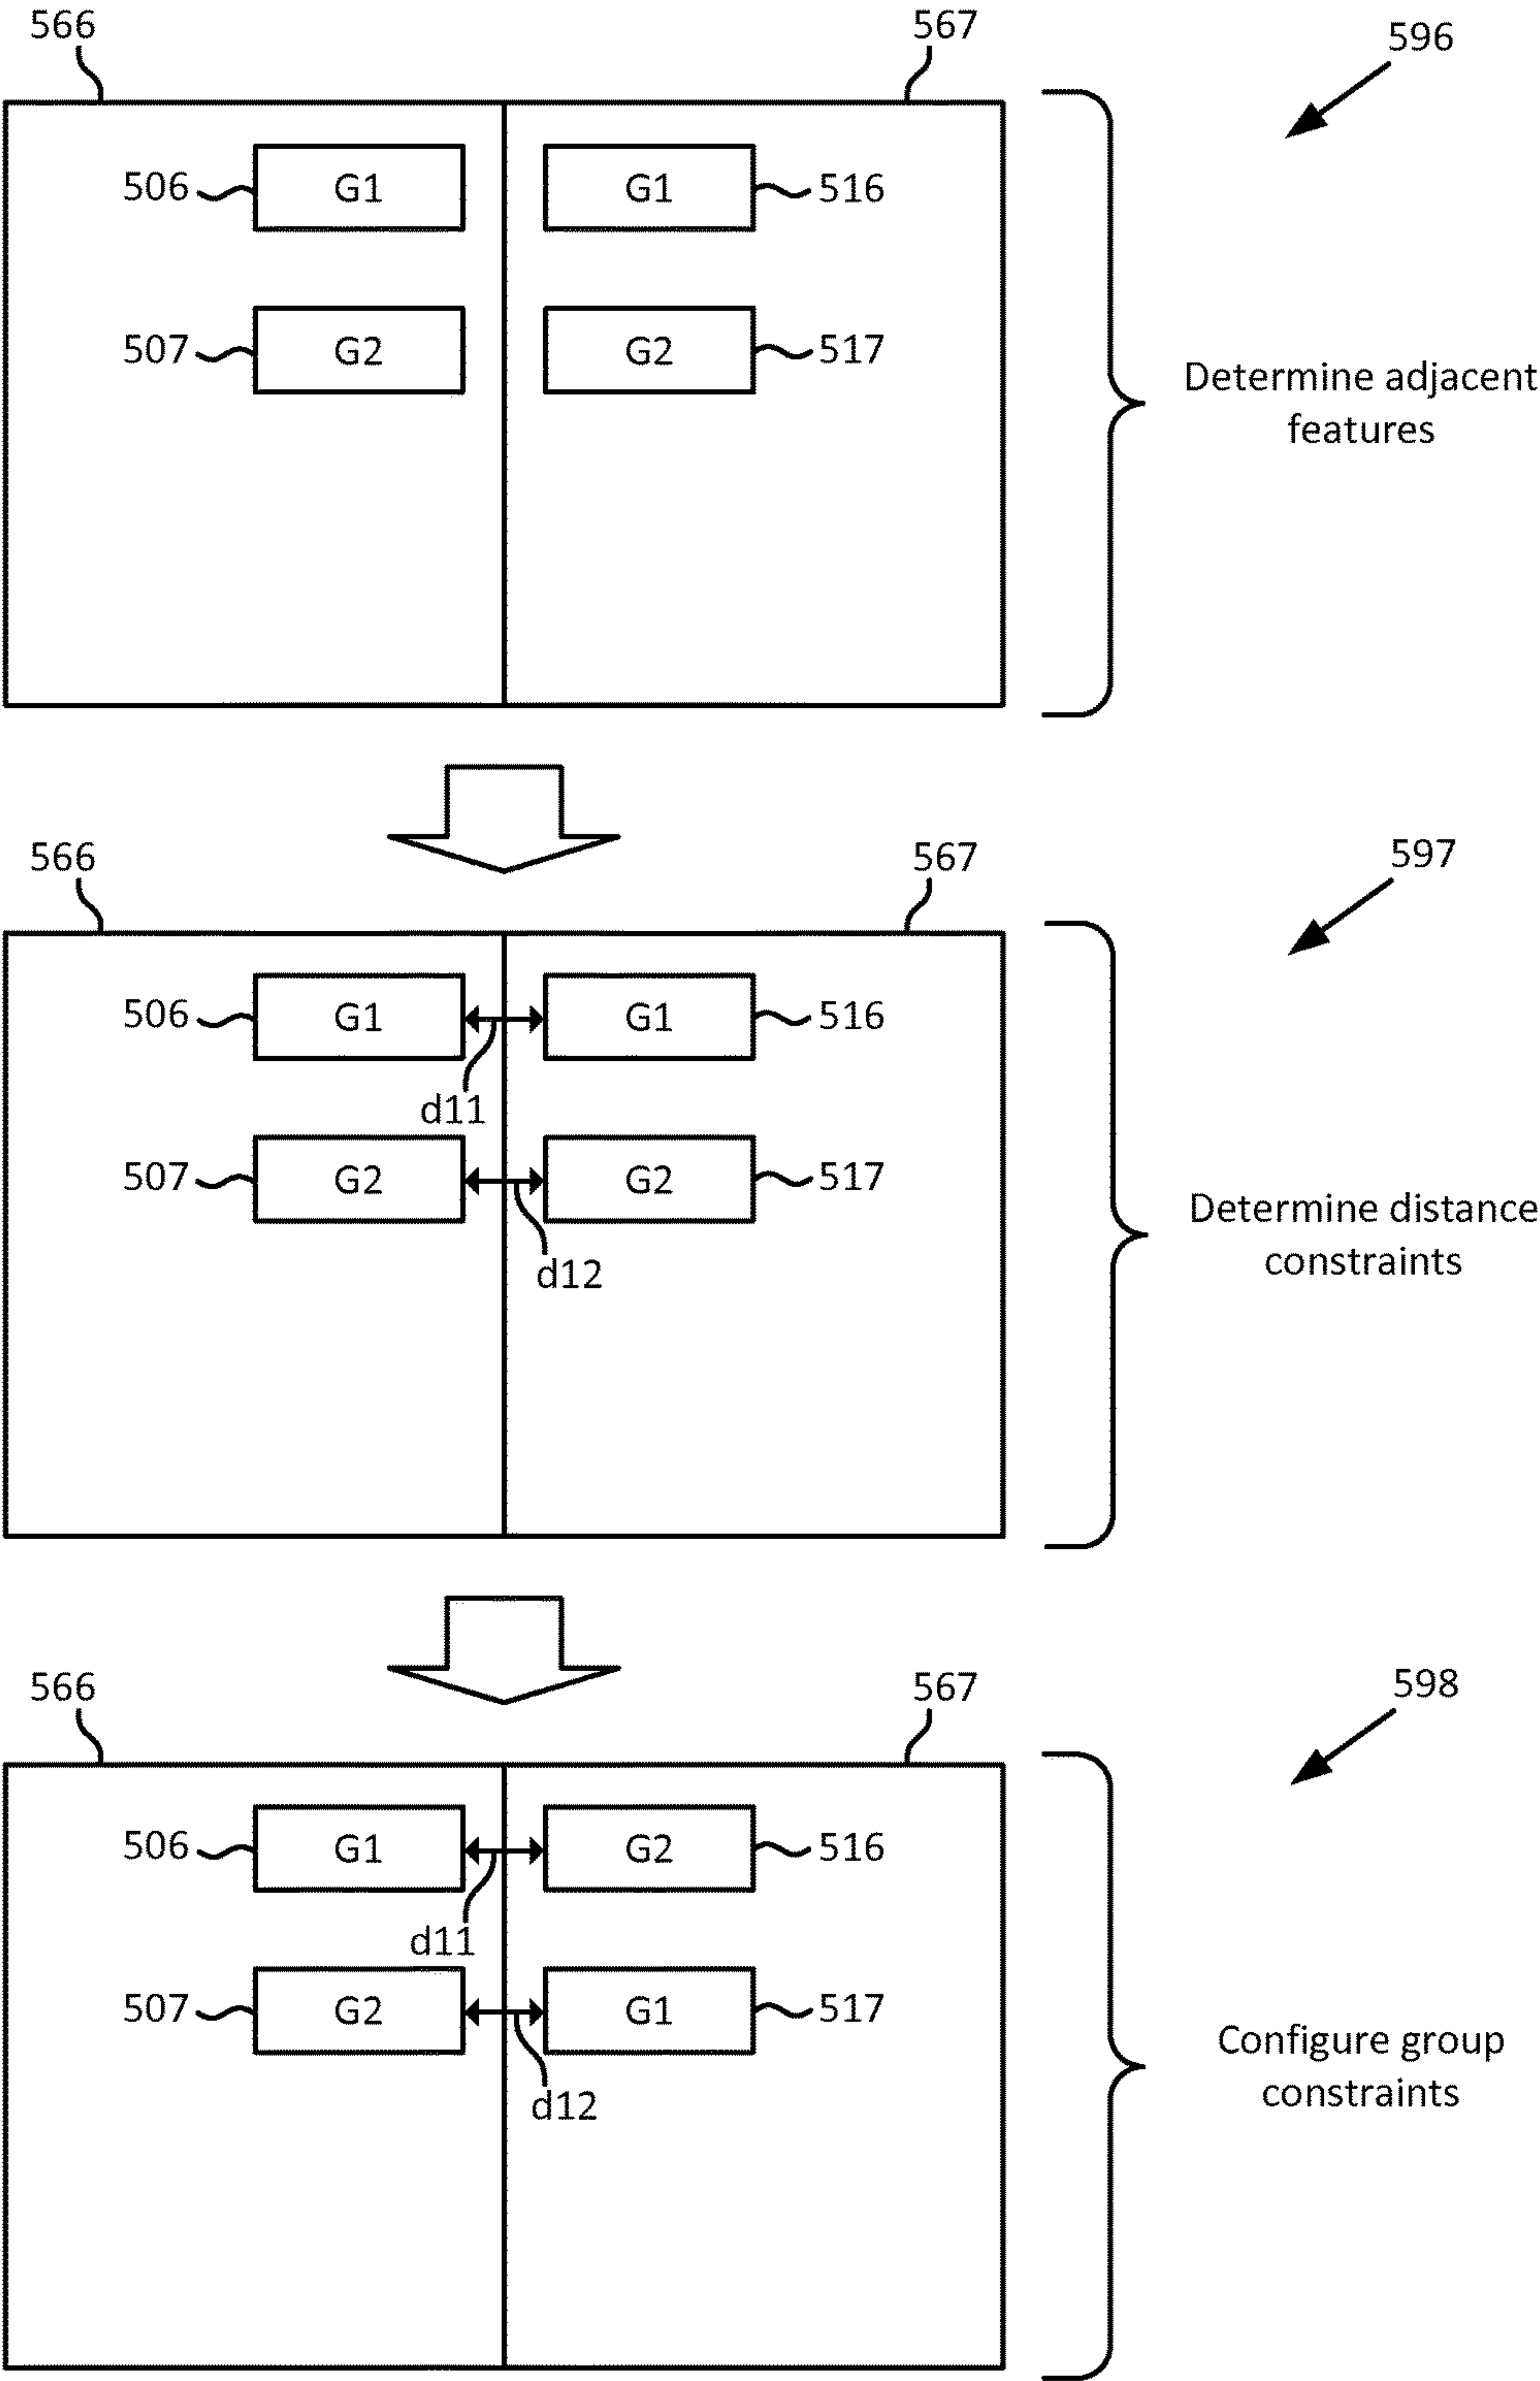 566 567 596
506 G1 G1 516
507 G2 G2 517
Determine adjacent
features
566 567 597
506 G1 G1 516
d11
507 G2 G2 517
d12
Determine distance
constraints
566 567 598
506 G1 G2 516
d11
507 G2 G1 517
d12
Configure group
constraints